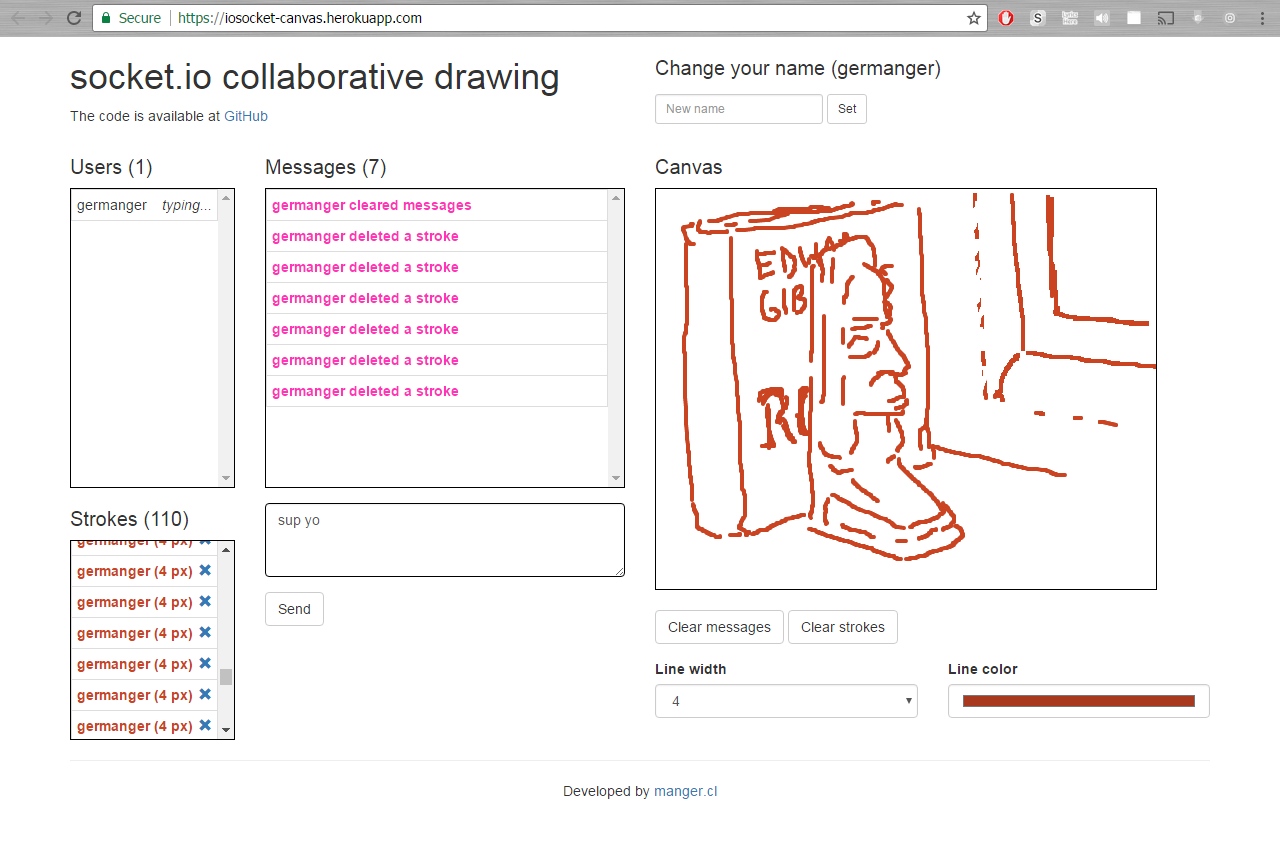 Secure
https://iosocket-canvas.herokuapp.com
socket.io collaborative drawing
The code is available at GitHub
Change your name (germanger)
New name
Set
Users (1)
germanger typing...
Messages (7)
germanger cleared messages
germanger deleted a stroke
germanger deleted a stroke
germanger deleted a stroke
germanger deleted a stroke
germanger deleted a stroke
germanger deleted a stroke
Canvas
EDWA
GIB
Strokes (110)
germanger (4 px)
germanger (4 px)
germanger (4 px)
germanger (4 px)
germanger (4 px)
germanger (4 px)
germanger (4 px)
sup yo
Send
Clear messages
Clear strokes
Line width
4
Line color
Developed by manger.cl